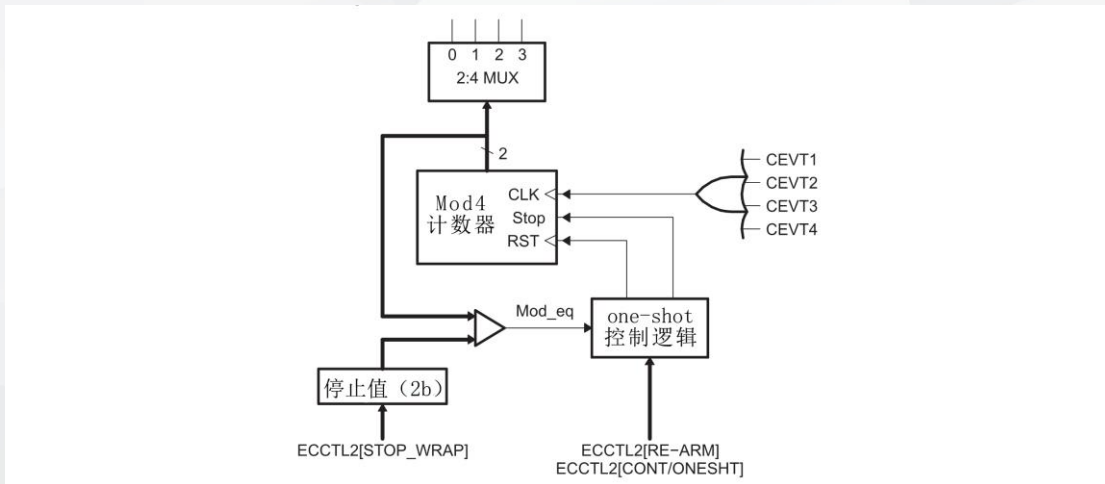 0 1 2 3
2:4 MUX
2
Mod4
计数器
CLK
Stop
RST
CEVT1
CEVT2
CEVT3
CEVT4
Mod_eq
one-shot
控制逻辑
停止值（2b）
ECCTL2[STOP_WRAP]
ECCTL2[RE-ARM]
ECCTL2[CONT/ONESHT]